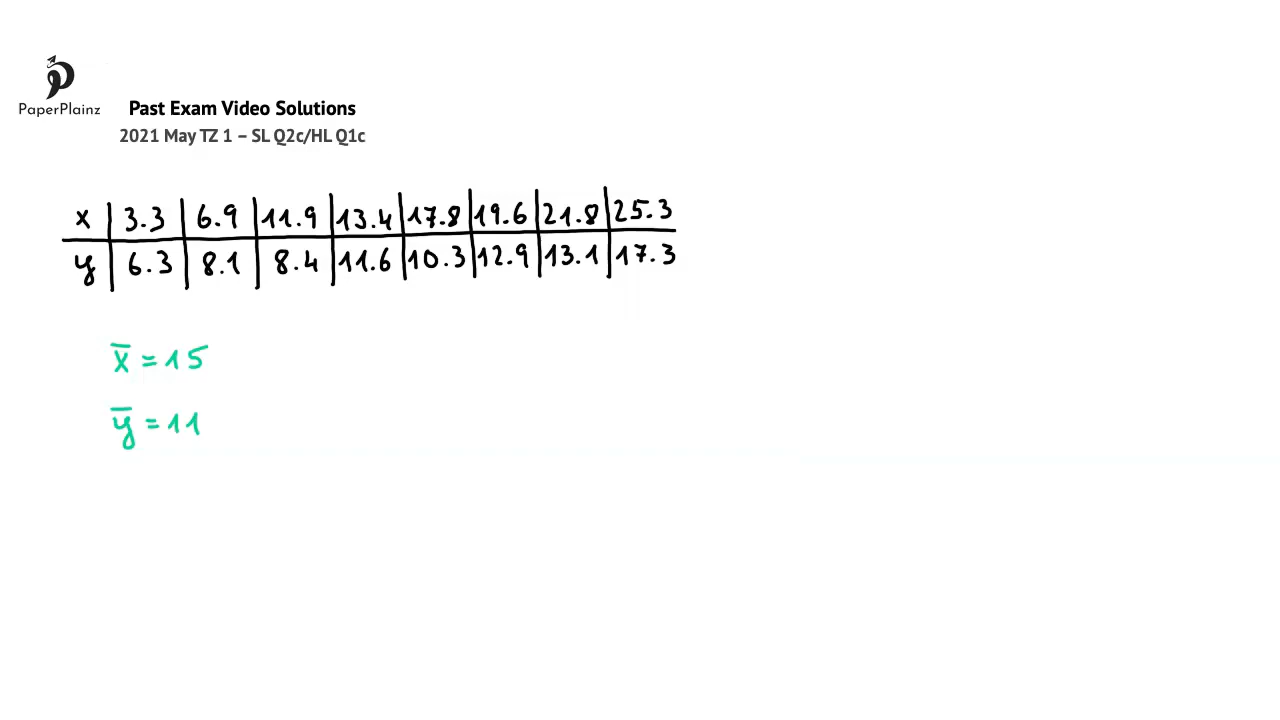 PaperPlainz
Past Exam Video Solutions
2021 May TZ 1 – SL Q2c/HL Q1c
x 3.3 6.9 11.9 13.4 17.8 19.6 21.8 25.3
y 6.3 8.1 8.4 11.6 10.3 12.9 13.1 17.3
x̅ = 15
y̅ = 11